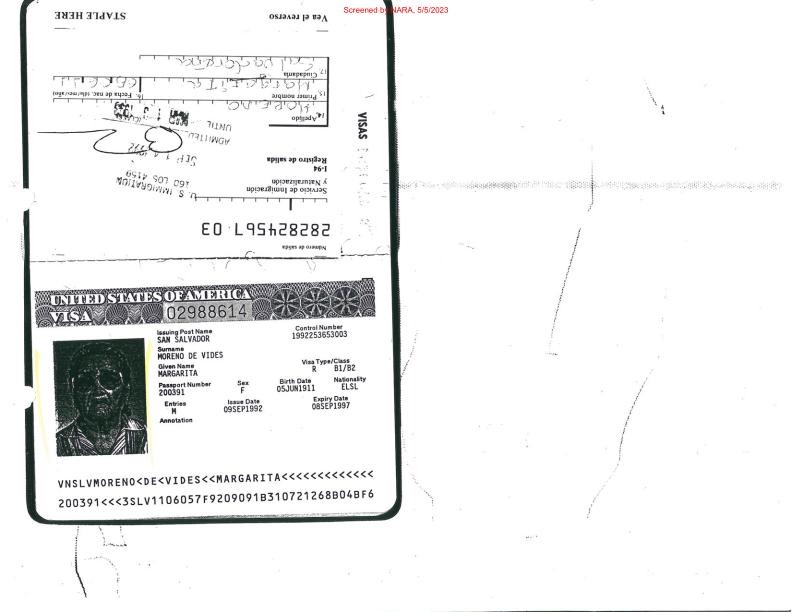 Screened by NARA, 5/5/2023
Número de salida
282824567 03
Servicio de Inmigración
y Naturalización
U.S. IMMIGRATION
160 LOS 4159
I-94
Registro de salida
SEP 1 4 1992
ADMITTED
UNTIL
14. Apellido
MORENO
15. Primer nombre
16. Fecha de nac. (día/mes/año)
MARGARITA
17. Ciudadanía
Vea el reverso
STAPLE HERE
VISAS
UNITED STATES OF AMERICA
VISA 02988614
Issuing Post Name
SAN SALVADOR
Control Number
1992253653003
Surname
MORENO DE VIDES
Given Name
MARGARITA
Visa Type/Class
R B1/B2
Passport Number Sex Birth Date Nationality
200391 F 05JUN1911 ELSL
Entries Issue Date Expiry Date
M 09SEP1992 08SEP1997
Annotation
VNSLVMORENO<DE<VIDES<<MARGARITA<<<<<<<<<<<<<
200391<<<3SLV1106057F9209091B310721268B04BF6